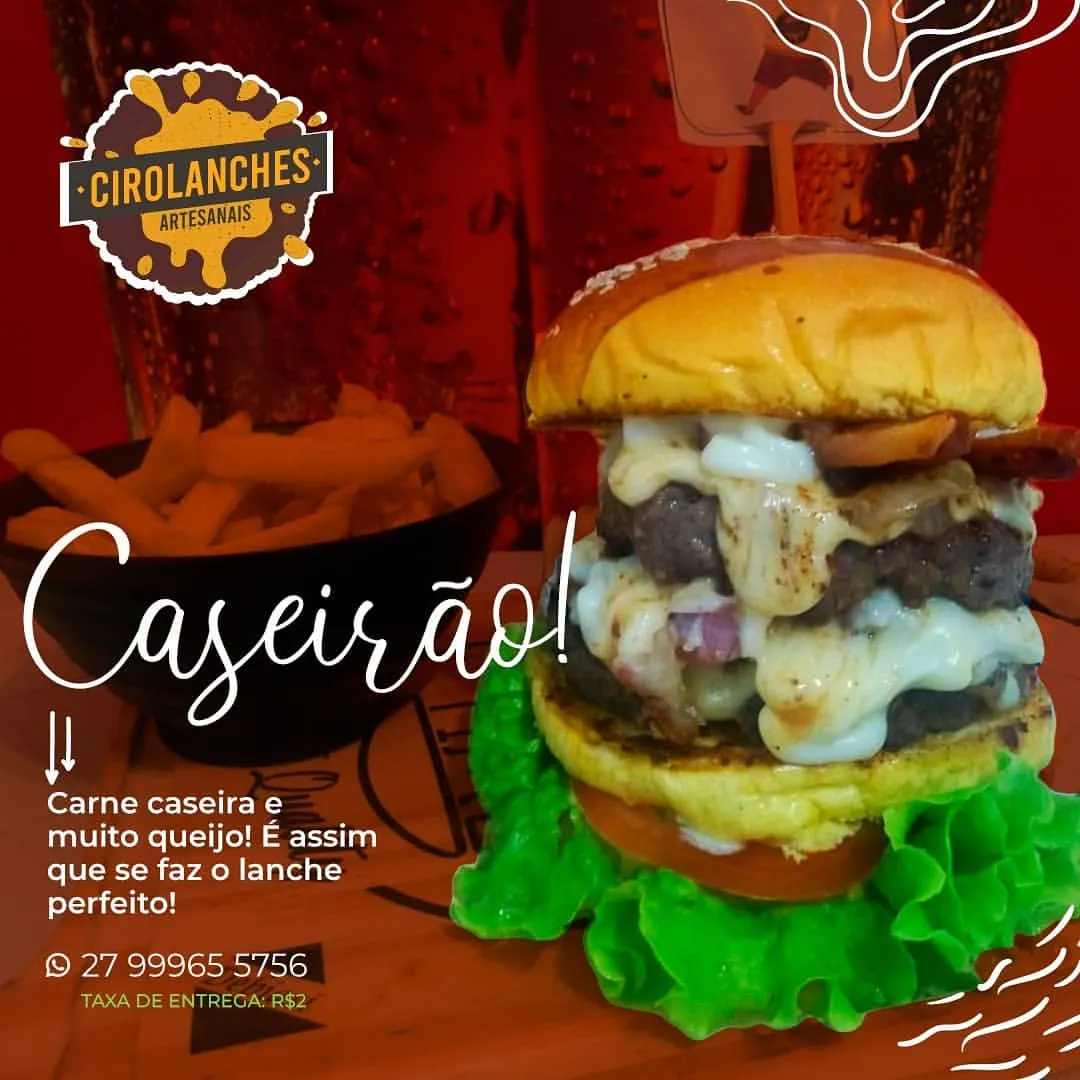 CIROLANCHES
ARTESANAIS
Caseirão!
Carne caseira e
muito queijo! É assim
que se faz o lanche
perfeito!
27 99965 5756
TAXA DE ENTREGA: R$2